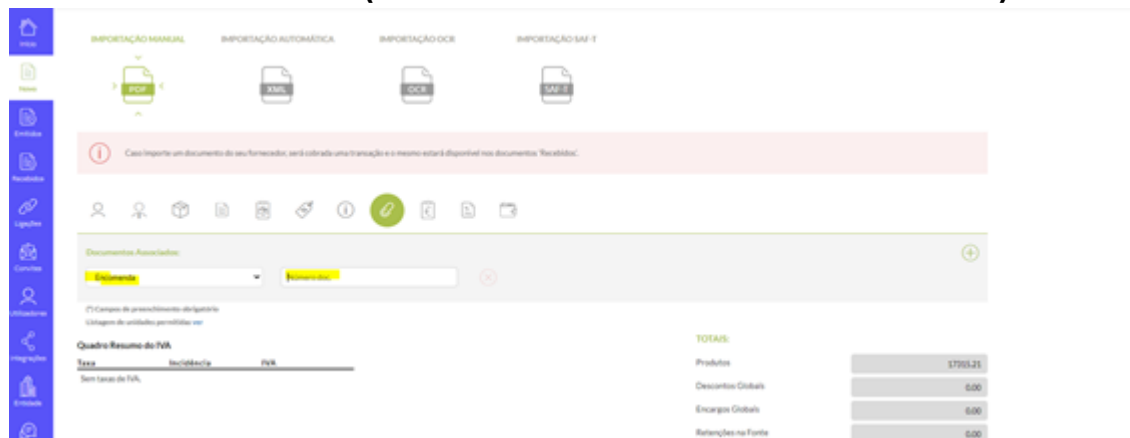 IMPORTAÇÃO MANUAL IMPORTAÇÃO AUTOMÁTICA IMPORTAÇÃO OCR IMPORTAÇÃO SAF-T
PDF XML OCR SAF-T
Início
Novo
Emitidos
Recebidos
Ligações
Convites
Utilizadores
Integrações
Entidade
Caso importe um documento do seu fornecedor, será cobrada uma transação e o mesmo estará disponível nos documentos 'Recebidos'.
Documentos Associados:
Encomenda Número doc.
(*) Campos de preenchimento obrigatório
Listagem de unidades permitidas ver
Quadro Resumo do IVA
Taxa Incidência IVA
Sem taxas de IVA.
TOTAIS:
Produtos 17355.21
Descontos Globais 0.00
Encargos Globais 0.00
Retenções na Fonte 0.00